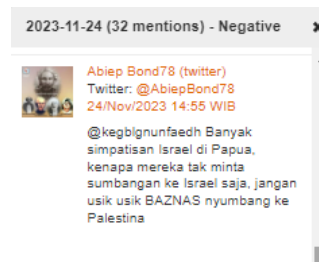 2023-11-24 (32 mentions) - Negative
Abiep Bond78 (twitter)
Twitter: @AbiepBond78
24/Nov/2023 14:55 WIB
@kegblgnunfaedh Banyak
simpatisan Israel di Papua,
kenapa mereka tak minta
sumbangan ke Israel saja, jangan
usik usik BAZNAS nyumbang ke
Palestina